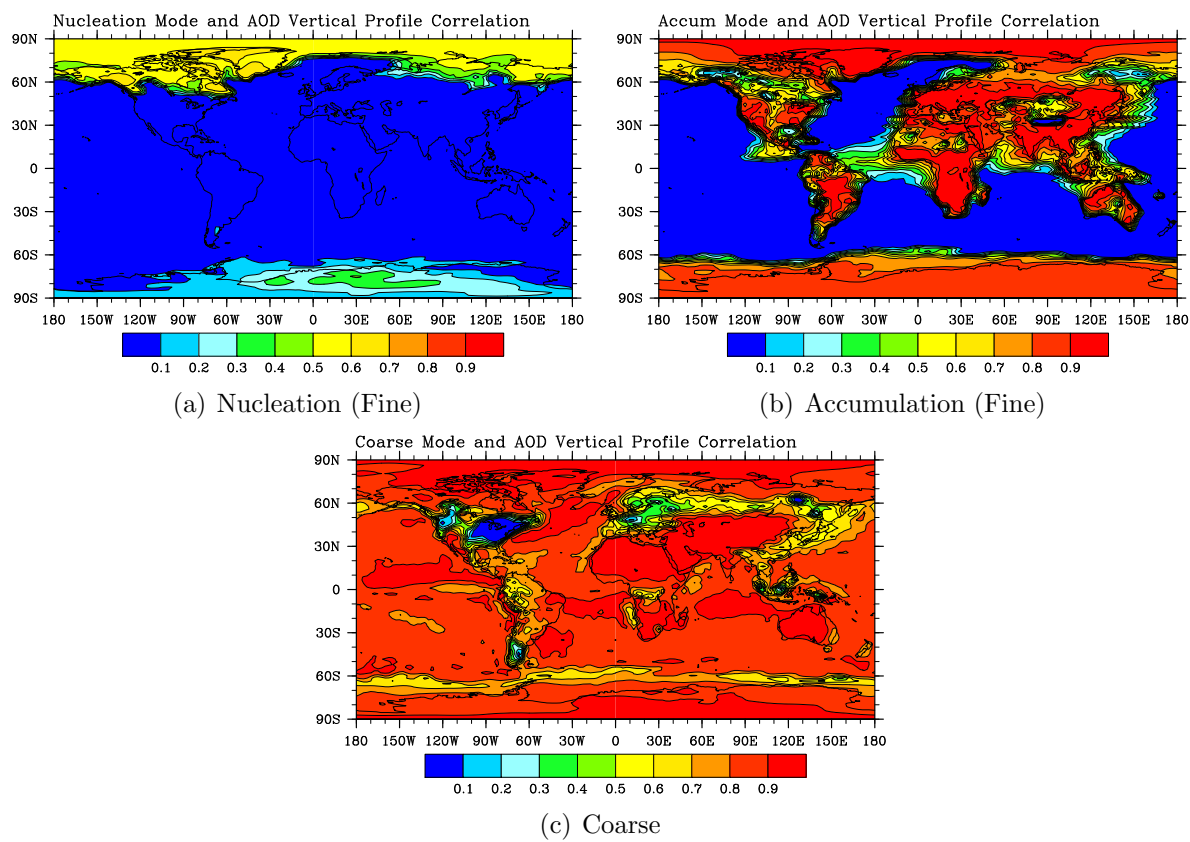 Nucleation Mode and AOD Vertical Profile Correlation
90N
60N
30N
0
30S
60S
90S
180 150W 120W 90W 60W 30W 0 30E 60E 90E 120E 150E 180
0.1 0.2 0.3 0.4 0.5 0.6 0.7 0.8 0.9
(a) Nucleation (Fine)
Accum Mode and AOD Vertical Profile Correlation
90N
60N
30N
0
30S
60S
90S
180 150W 120W 90W 60W 30W 0 30E 60E 90E 120E 150E 180
0.1 0.2 0.3 0.4 0.5 0.6 0.7 0.8 0.9
(b) Accumulation (Fine)
Coarse Mode and AOD Vertical Profile Correlation
90N
60N
30N
0
30S
60S
90S
180 150W 120W 90W 60W 30W 0 30E 60E 90E 120E 150E 180
0.1 0.2 0.3 0.4 0.5 0.6 0.7 0.8 0.9
(c) Coarse